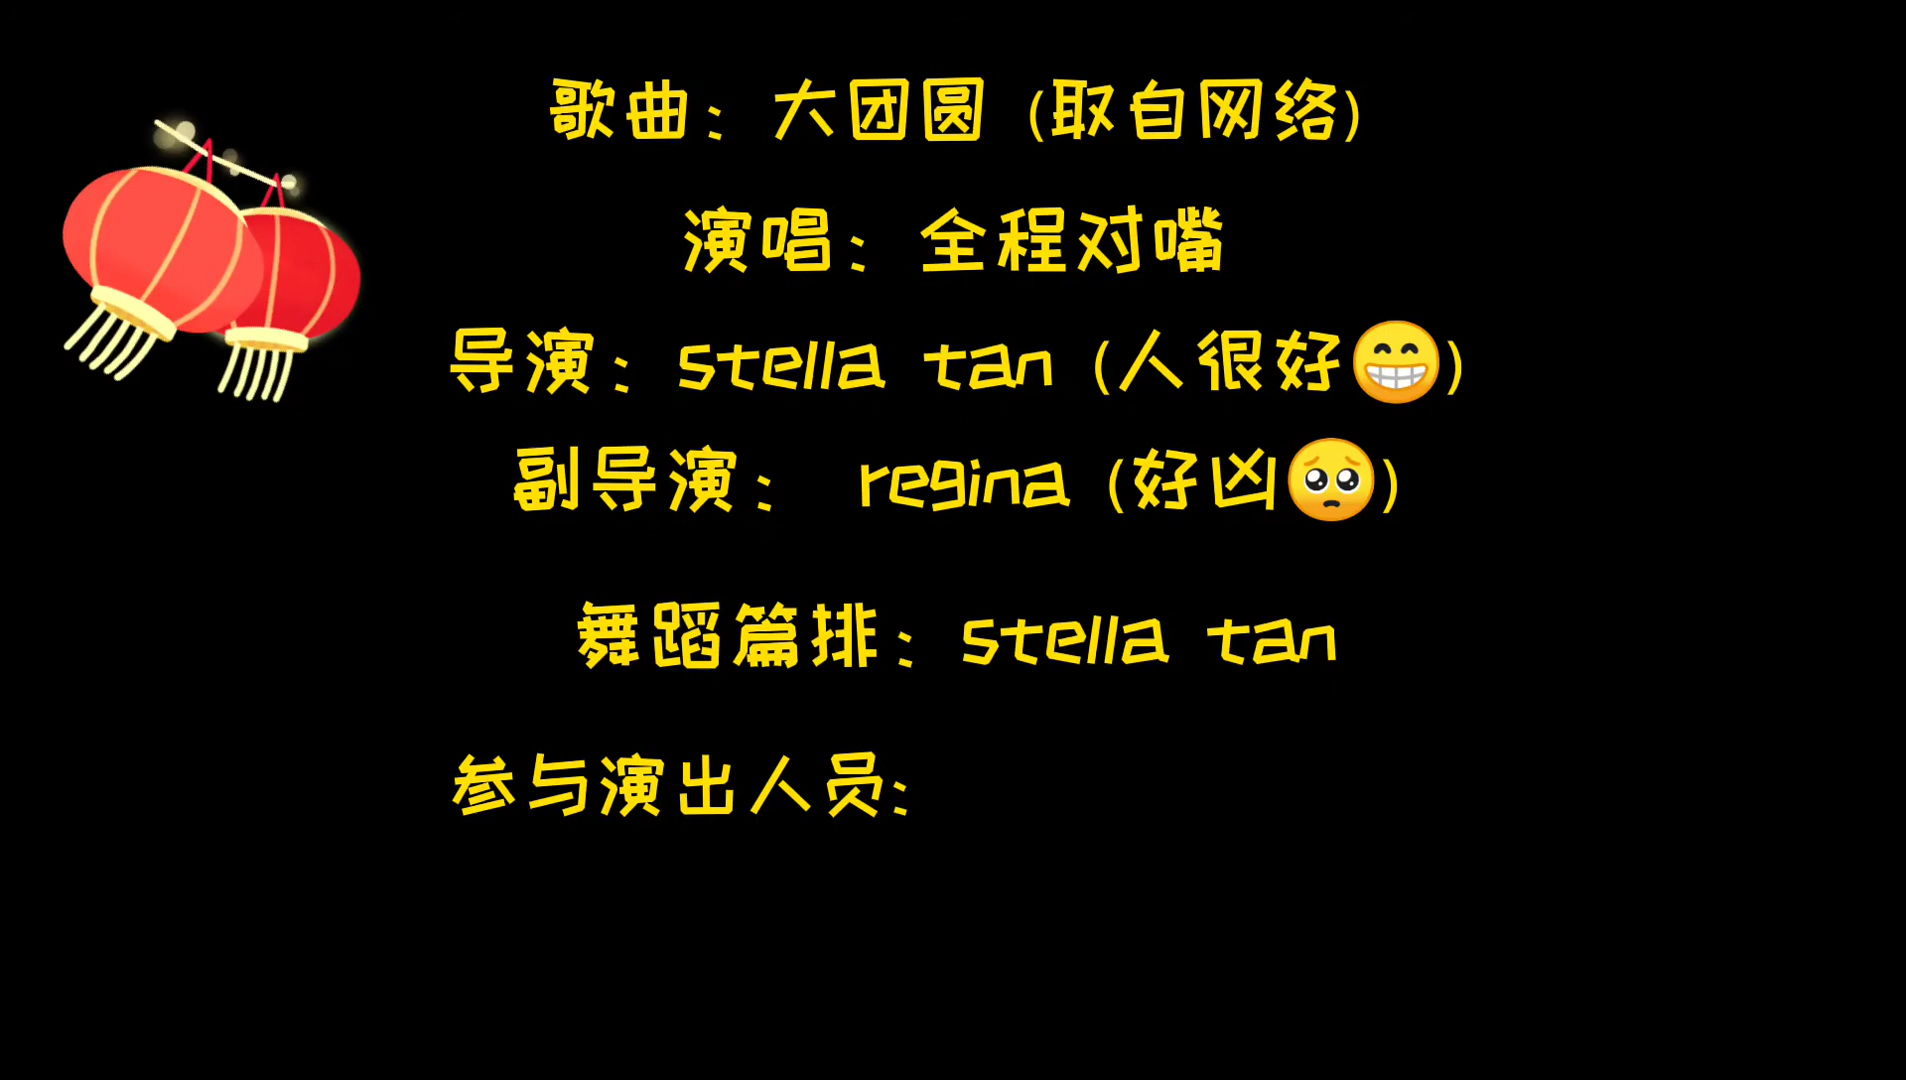 歌曲：大团圆 (取自网络)
演唱：全程对嘴
导演：stella tan (人很好😁)
副导演： regina (好凶🥺)
舞蹈篇排：stella tan
参与演出人员: